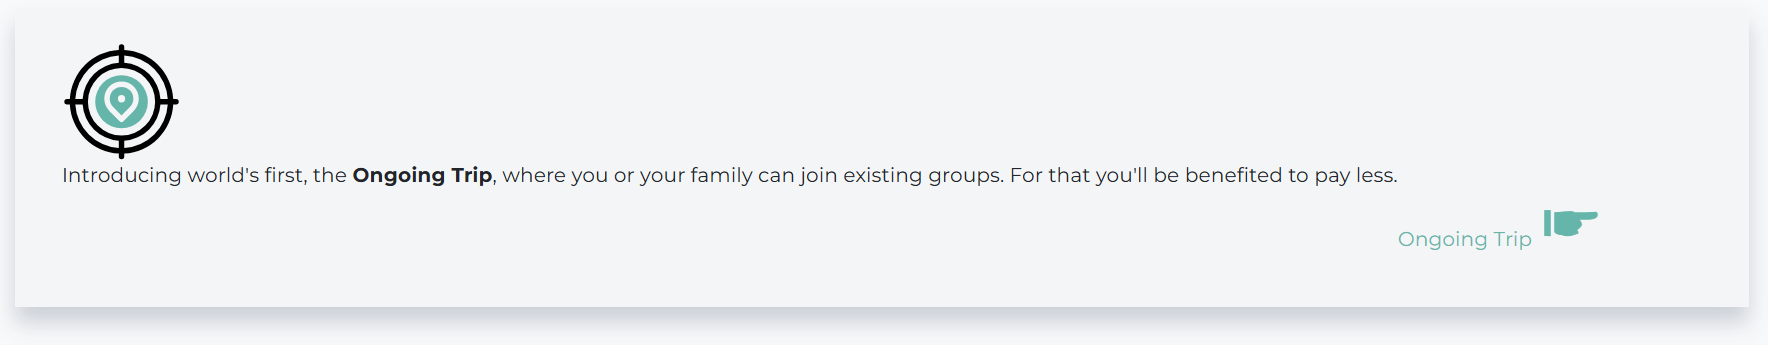 Introducing world's first, the Ongoing Trip, where you or your family can join existing groups. For that you'll be benefited to pay less.
Ongoing Trip